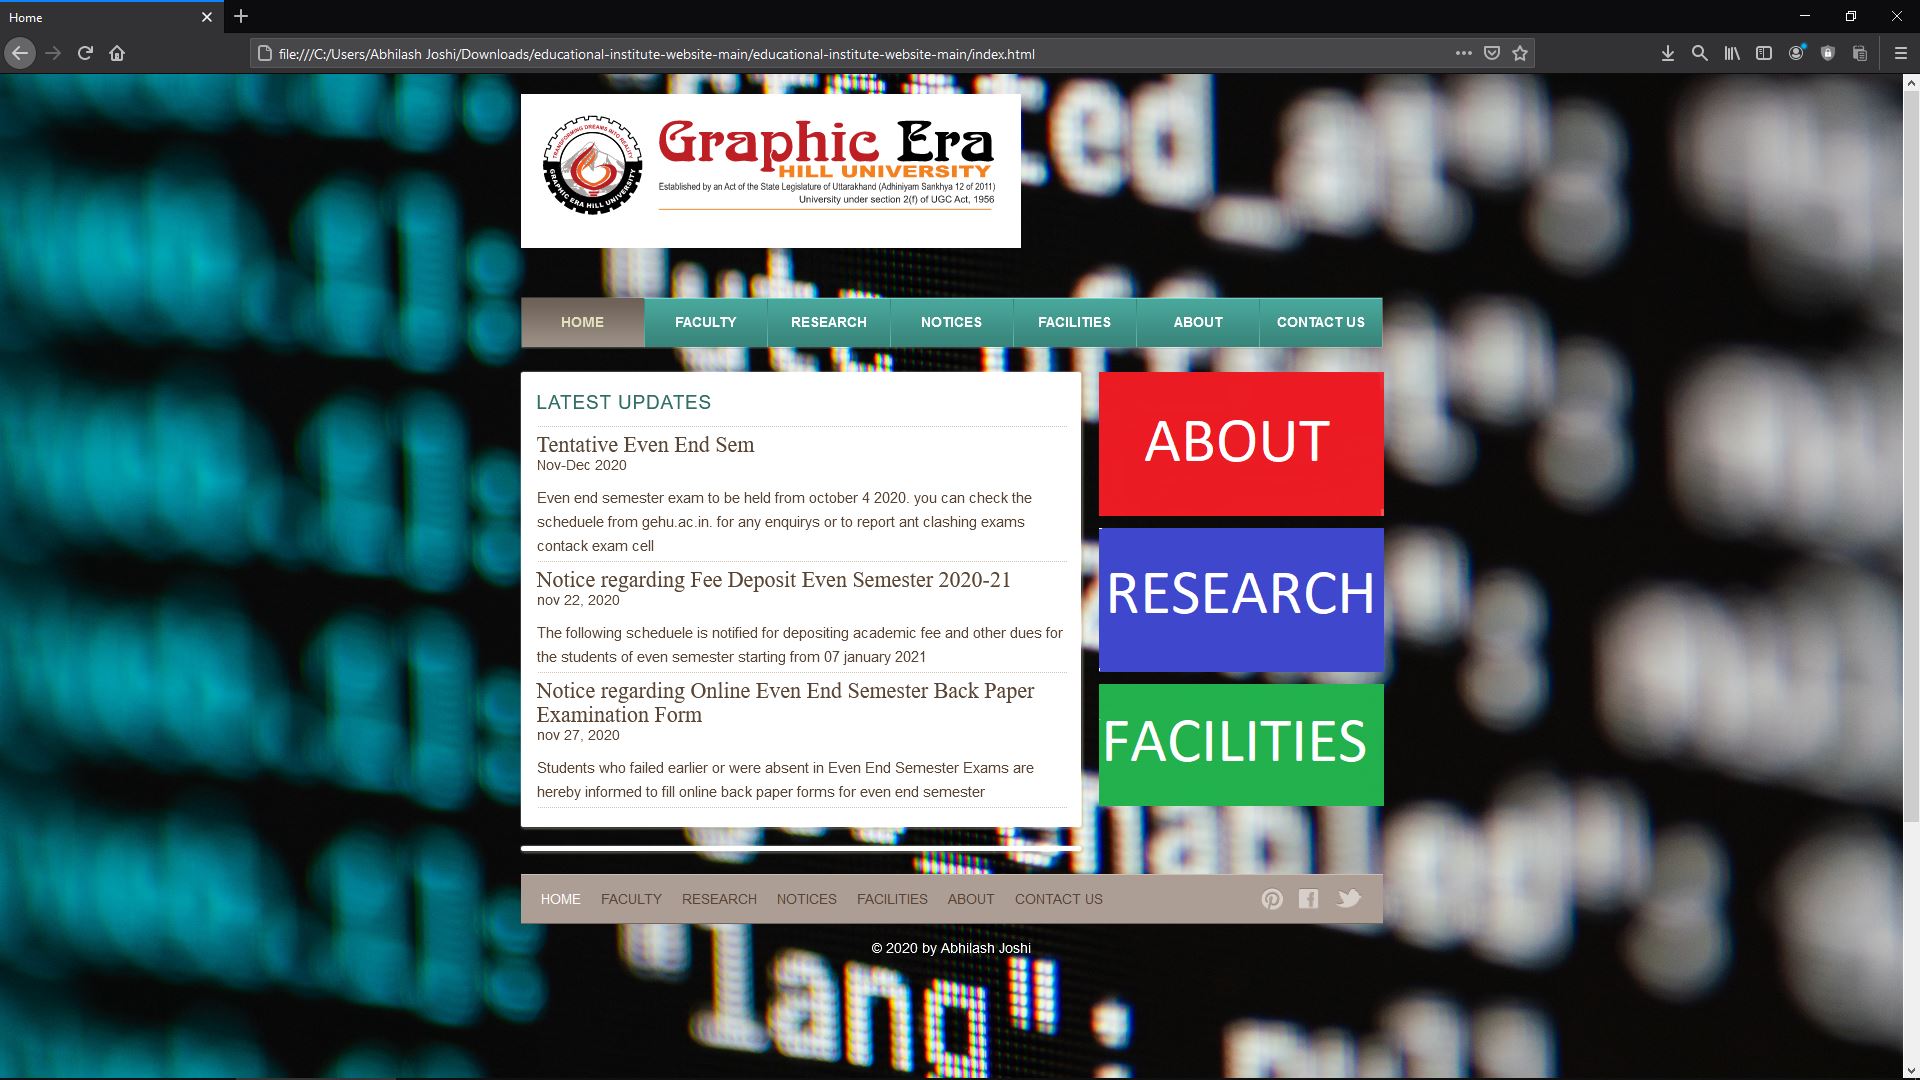 Home
file:///C:/Users/Abhilash Joshi/Downloads/educational-institute-website-main/educational-institute-website-main/index.html
TRANSFORMING DREAMS INTO REALITY
GRAPHIC ERA HILL UNIVERSITY
Graphic Era
HILL UNIVERSITY
Established by an Act of the State Legislature of Uttarakhand (Adhiniyam Sankhya 12 of 2011)
University under section 2(f) of UGC Act, 1956
HOME FACULTY RESEARCH NOTICES FACILITIES ABOUT CONTACT US
LATEST UPDATES
Tentative Even End Sem
Nov-Dec 2020
Even end semester exam to be held from october 4 2020. you can check the
scheduele from gehu.ac.in. for any enquirys or to report ant clashing exams
contack exam cell
Notice regarding Fee Deposit Even Semester 2020-21
nov 22, 2020
The following scheduele is notified for depositing academic fee and other dues for
the students of even semester starting from 07 january 2021
Notice regarding Online Even End Semester Back Paper
Examination Form
nov 27, 2020
Students who failed earlier or were absent in Even End Semester Exams are
hereby informed to fill online back paper forms for even end semester
ABOUT
RESEARCH
FACILITIES
HOME FACULTY RESEARCH NOTICES FACILITIES ABOUT CONTACT US
© 2020 by Abhilash Joshi
"lang":